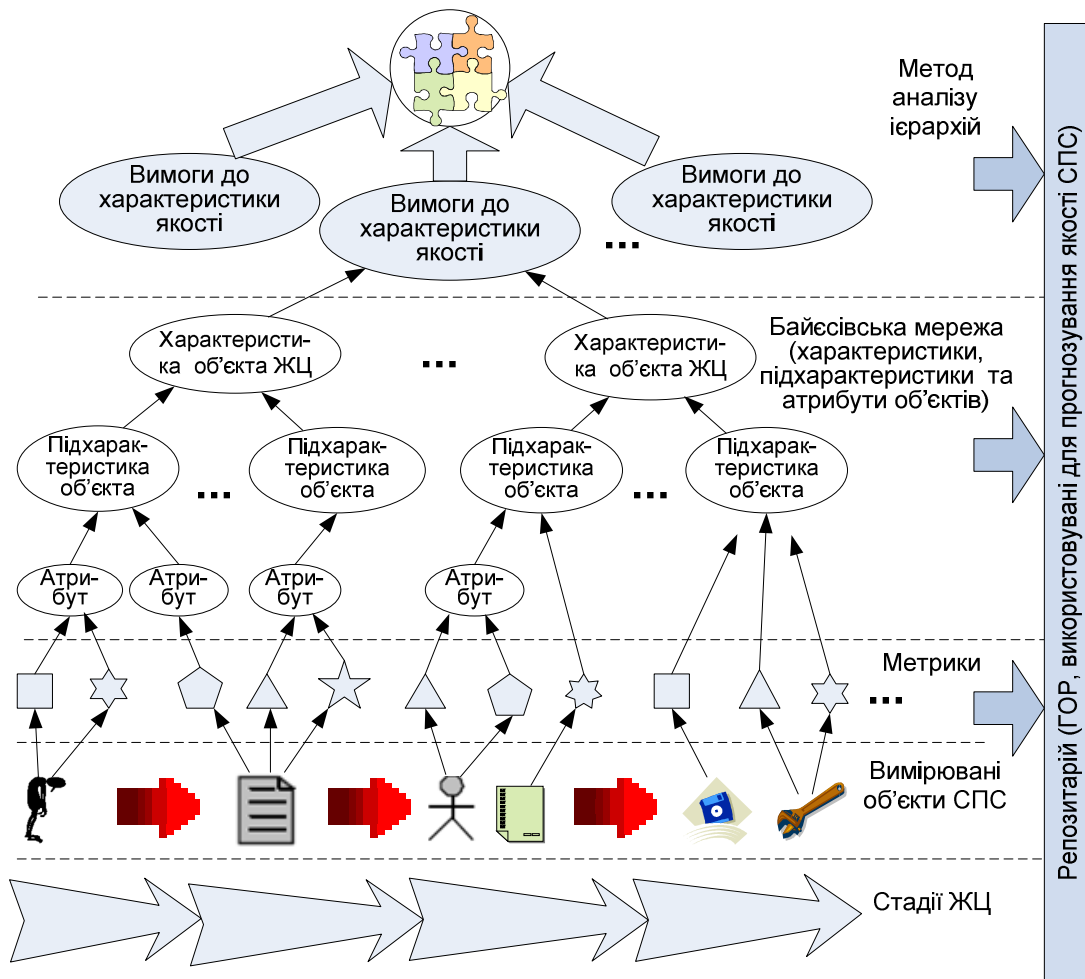 Метод
аналізу
ієрархій
Вимоги до
характеристики
якості
Вимоги до
характеристики
якості
Вимоги до
характеристики
якості
...
Характеристи-
ка об’єкта ЖЦ
...
Характеристи-
ка об’єкта ЖЦ
Байєсівська мережа
(характеристики,
підхарактеристики та
атрибути об’єктів)
Підхарак-
теристика
об’єкта
...
Підхарак-
теристика
об’єкта
Підхарак-
теристика
об’єкта
...
Підхарак-
теристика
об’єкта
Атри-
бут
Атри-
бут
Атри-
бут
Атри-
бут
Метрики
...
Вимірювані
об’єкти СПС
Стадії ЖЦ
Репозитарій (ГОР, використовувані для прогнозування якості СПС)